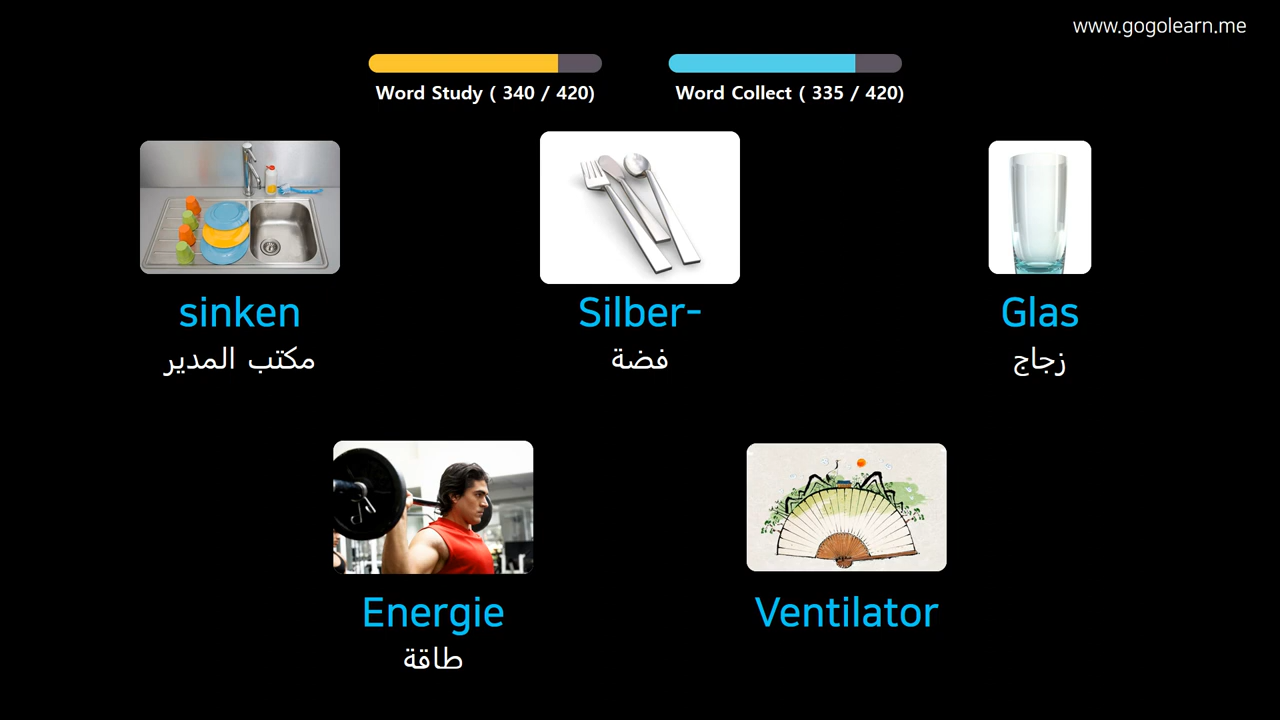 www.gogolearn.me
Word Study ( 340 / 420)
Word Collect ( 335 / 420)
sinken
مكتب المدير
Silber-
فضة
Glas
زجاج
Energie
طاقة
Ventilator